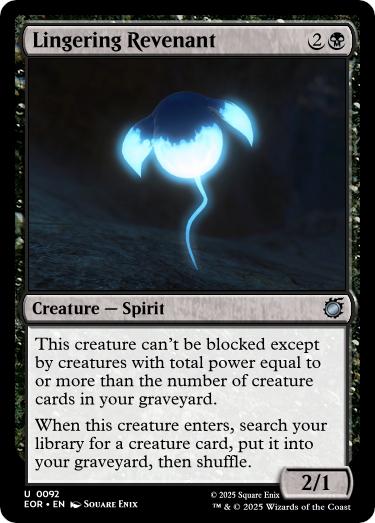 Lingering Revenant 2
Creature — Spirit
This creature can't be blocked except
by creatures with total power equal to
or more than the number of creature
cards in your graveyard.
When this creature enters, search your
library for a creature card, put it into
your graveyard, then shuffle.
2/1
U 0092
EOR • EN SQUARE ENIX
© 2025 Square Enix
™ & © 2025 Wizards of the Coast